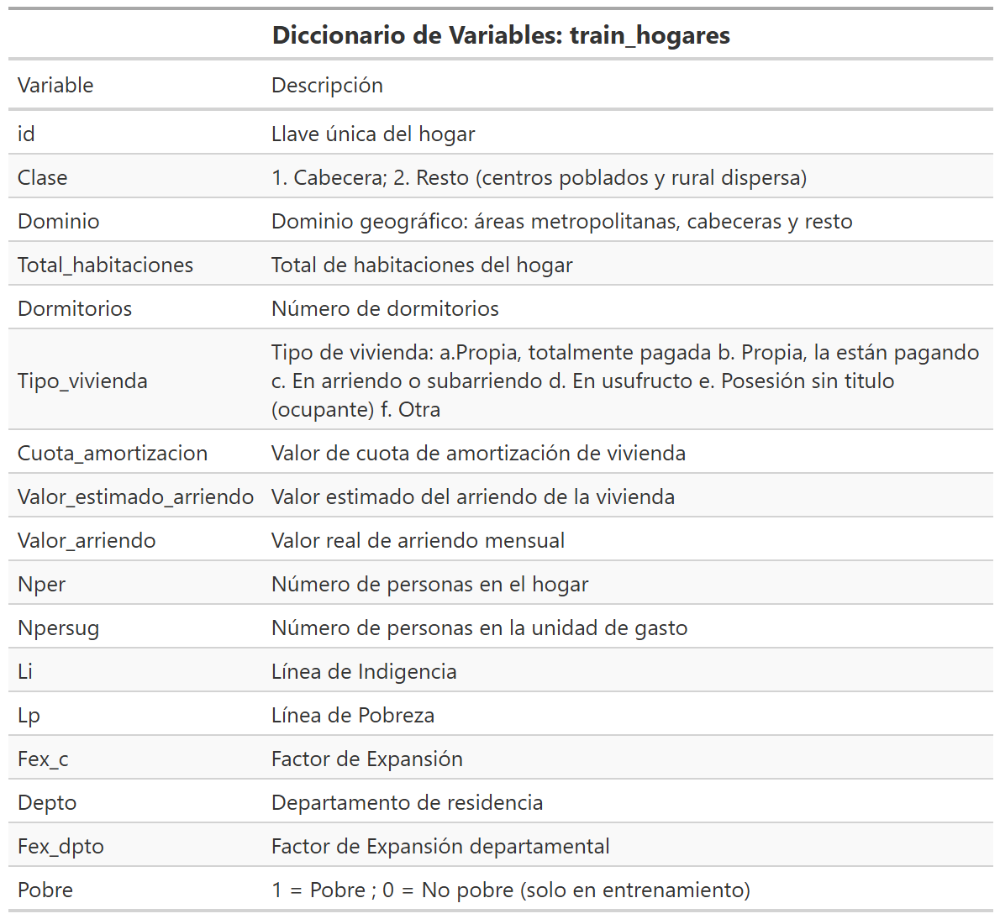 Diccionario de Variables: train_hogares
Variable Descripción
id Llave única del hogar
Clase 1. Cabecera; 2. Resto (centros poblados y rural dispersa)
Dominio Dominio geográfico: áreas metropolitanas, cabeceras y resto
Total_habitaciones Total de habitaciones del hogar
Dormitorios Número de dormitorios
Tipo_vivienda Tipo de vivienda: a.Propia, totalmente pagada b. Propia, la están pagando
c. En arriendo o subarriendo d. En usufructo e. Posesión sin titulo
(ocupante) f. Otra
Cuota_amortizacion Valor de cuota de amortización de vivienda
Valor_estimado_arriendo Valor estimado del arriendo de la vivienda
Valor_arriendo Valor real de arriendo mensual
Nper Número de personas en el hogar
Npersug Número de personas en la unidad de gasto
Li Línea de Indigencia
Lp Línea de Pobreza
Fex_c Factor de Expansión
Depto Departamento de residencia
Fex_dpto Factor de Expansión departamental
Pobre 1 = Pobre ; 0 = No pobre (solo en entrenamiento)